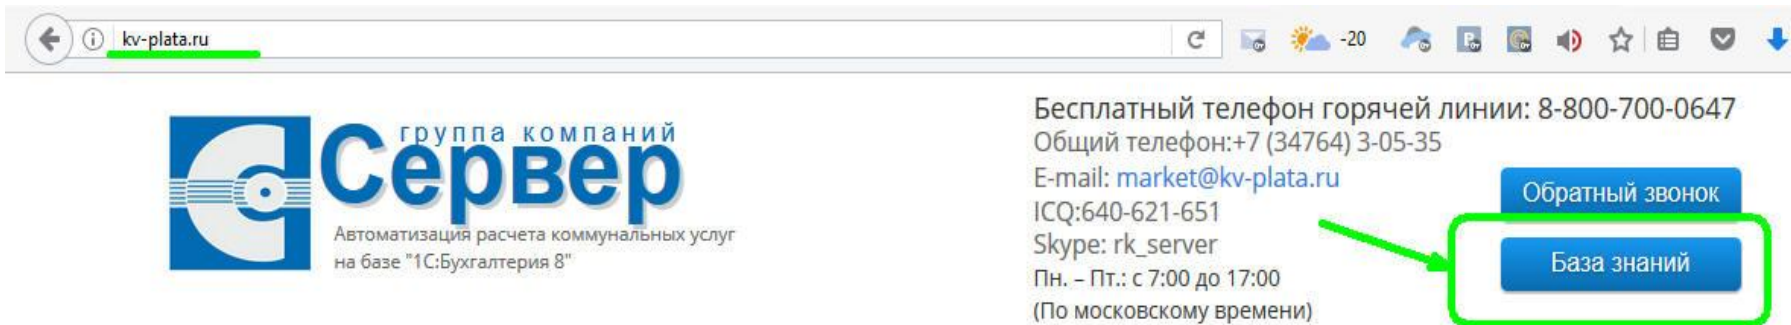 kv-plata.ru
-20
группа компаний
Сервер
Автоматизация расчета коммунальных услуг
на базе "1С:Бухгалтерия 8"
Бесплатный телефон горячей линии: 8-800-700-0647
Общий телефон:+7 (34764) 3-05-35
E-mail: market@kv-plata.ru
ICQ:640-621-651
Skype: rk_server
Пн. – Пт.: с 7:00 до 17:00
(По московскому времени)
Обратный звонок
База знаний